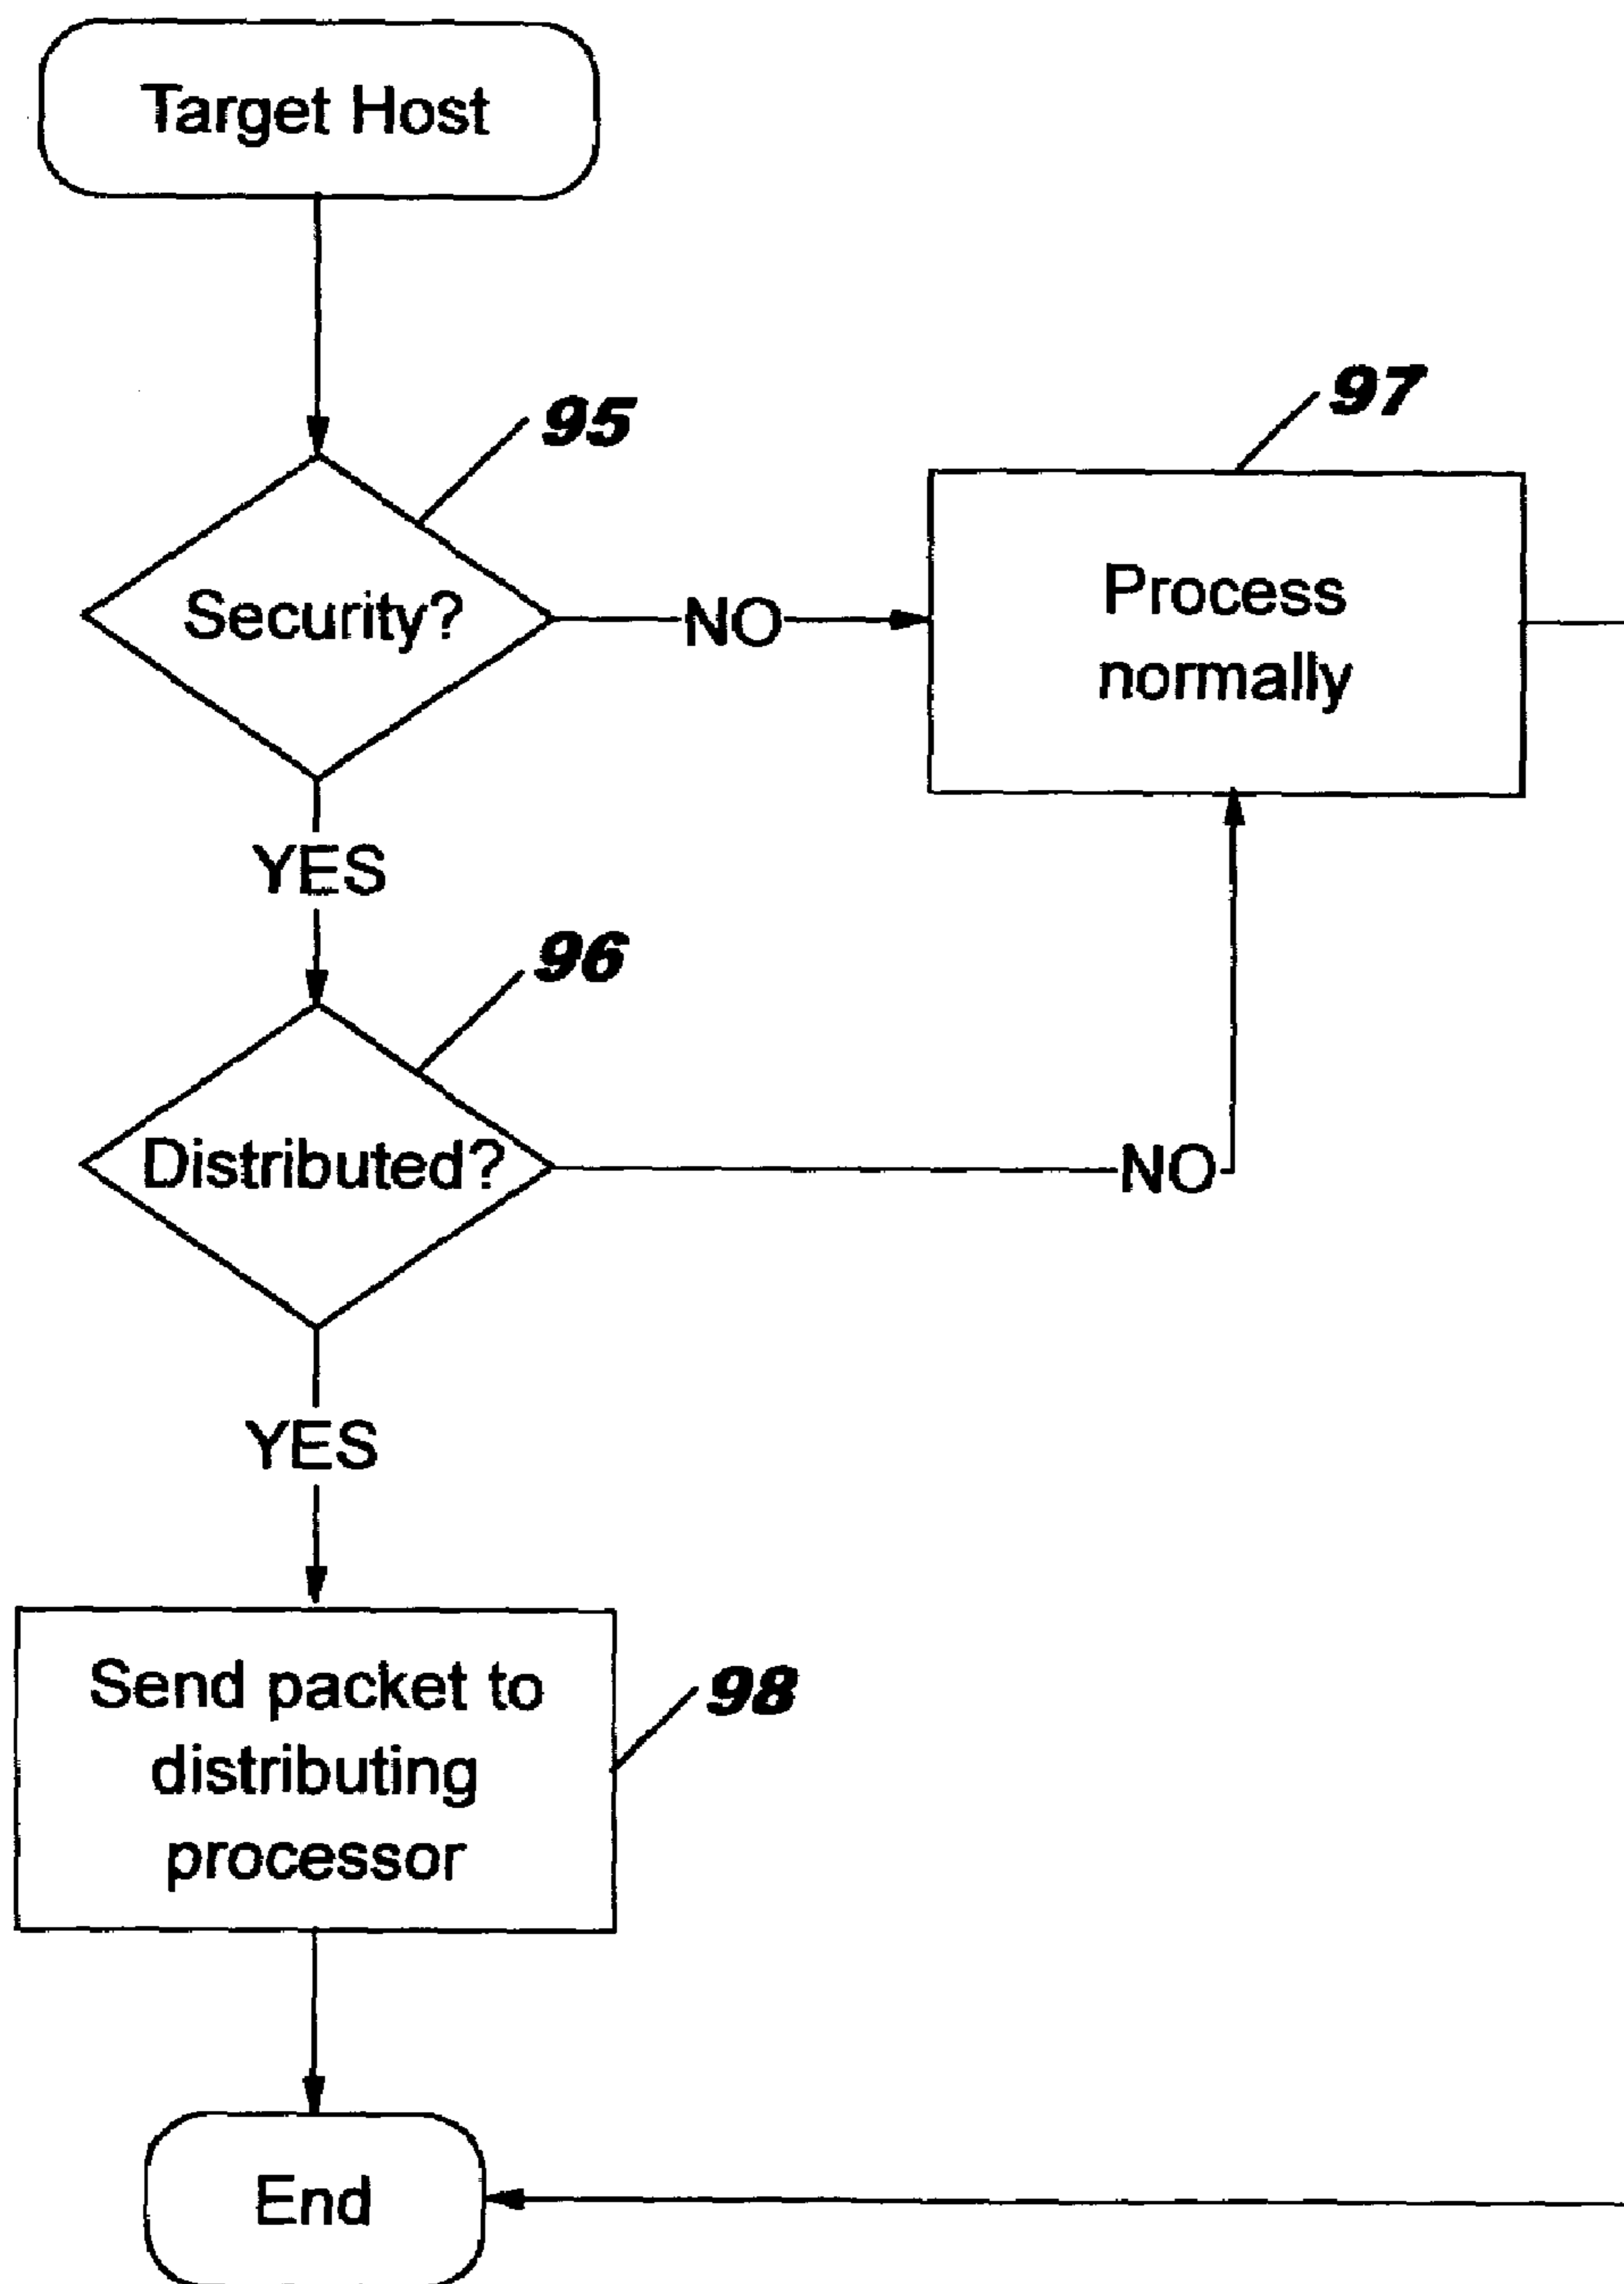 Target Host
95
97
Security?
NO
Process
normally
YES
96
Distributed?
NO
YES
Send packet to
distributing
processor
98
End